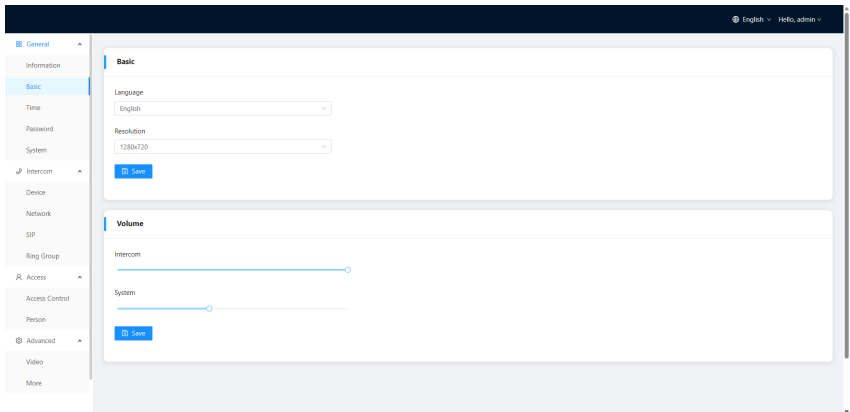 English Hello, admin
General
Information
Basic
Time
Password
System
Intercom
Device
Network
SIP
Ring Group
Access
Access Control
Person
Advanced
Video
More
Basic
Language
English
Resolution
1280x720
Save
Volume
Intercom
System
Save